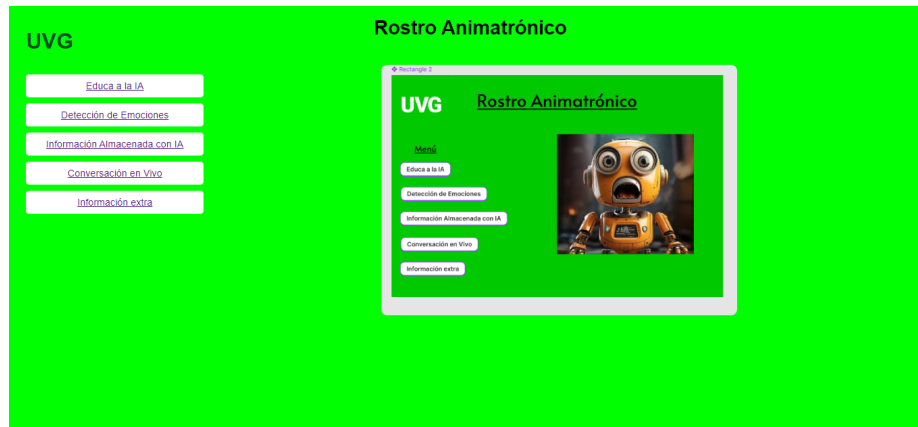 Rostro Animatrónico
UVG
Educa a la IA
Detección de Emociones
Información Almacenada con IA
Conversación en Vivo
Información extra
Rectangle 2
UVG
Rostro Animatrónico
Menú
Educa a la IA
Detección de Emociones
Información Almacenada con IA
Conversación en Vivo
Información extra